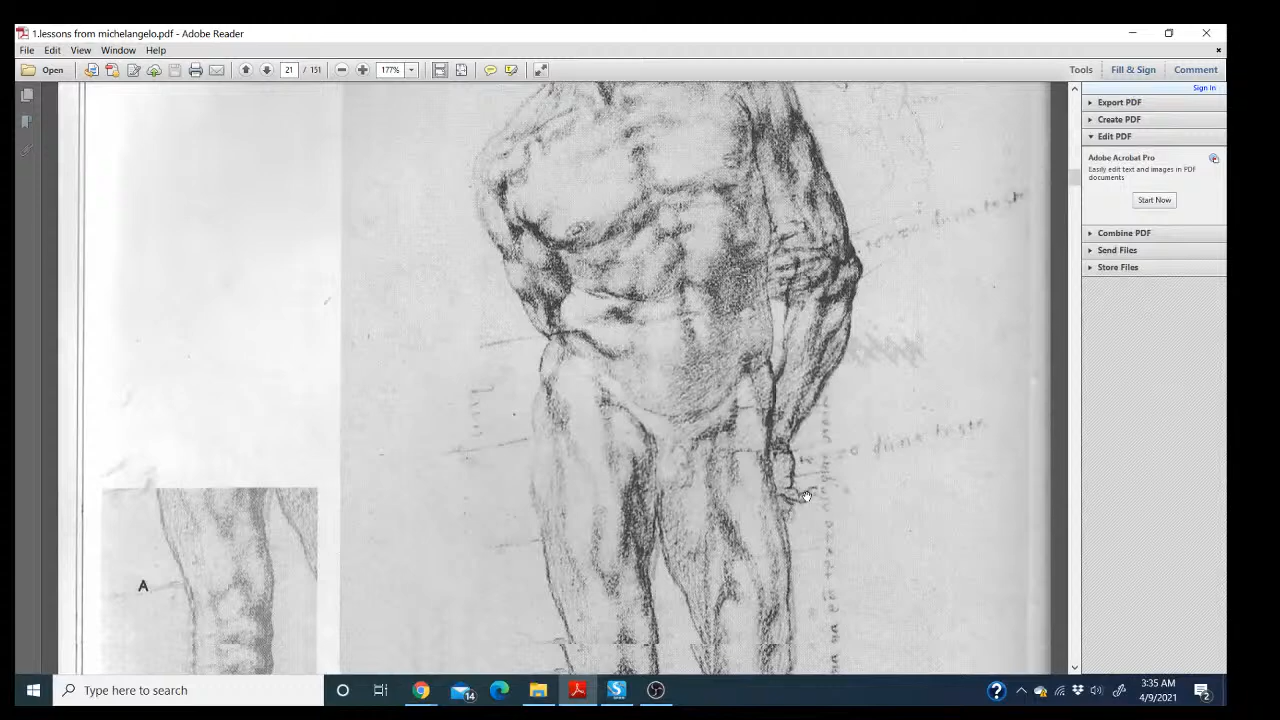 1.lessons from michelangelo.pdf - Adobe Reader
File Edit View Window Help
Open 21 / 151 177% Tools Fill & Sign Comment
Sign In
Export PDF
Create PDF
Edit PDF
Adobe Acrobat Pro
Easily edit text and images in PDF
documents
Start Now
Combine PDF
Send Files
Store Files
A
Type here to search
14
3:35 AM
4/9/2021
2